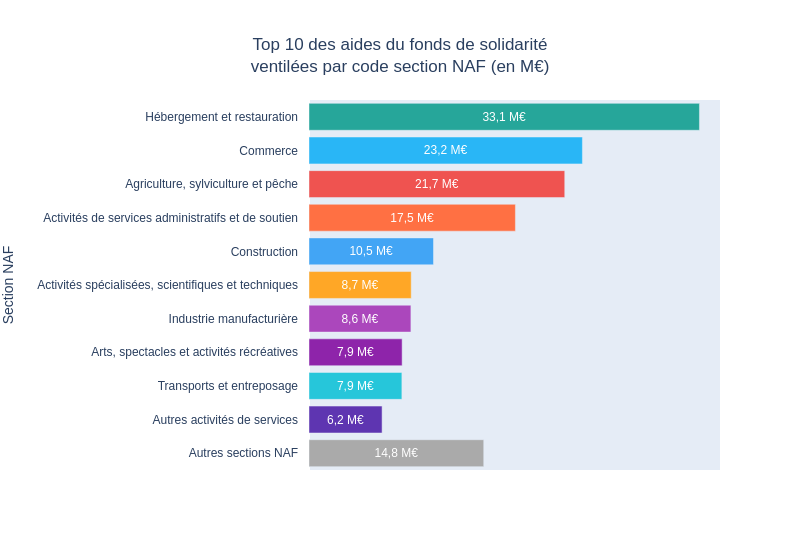 Top 10 des aides du fonds de solidarité
ventilées par code section NAF (en M€)
Section NAF
Hébergement et restauration 33,1 M€
Commerce 23,2 M€
Agriculture, sylviculture et pêche 21,7 M€
Activités de services administratifs et de soutien 17,5 M€
Construction 10,5 M€
Activités spécialisées, scientifiques et techniques 8,7 M€
Industrie manufacturière 8,6 M€
Arts, spectacles et activités récréatives 7,9 M€
Transports et entreposage 7,9 M€
Autres activités de services 6,2 M€
Autres sections NAF 14,8 M€